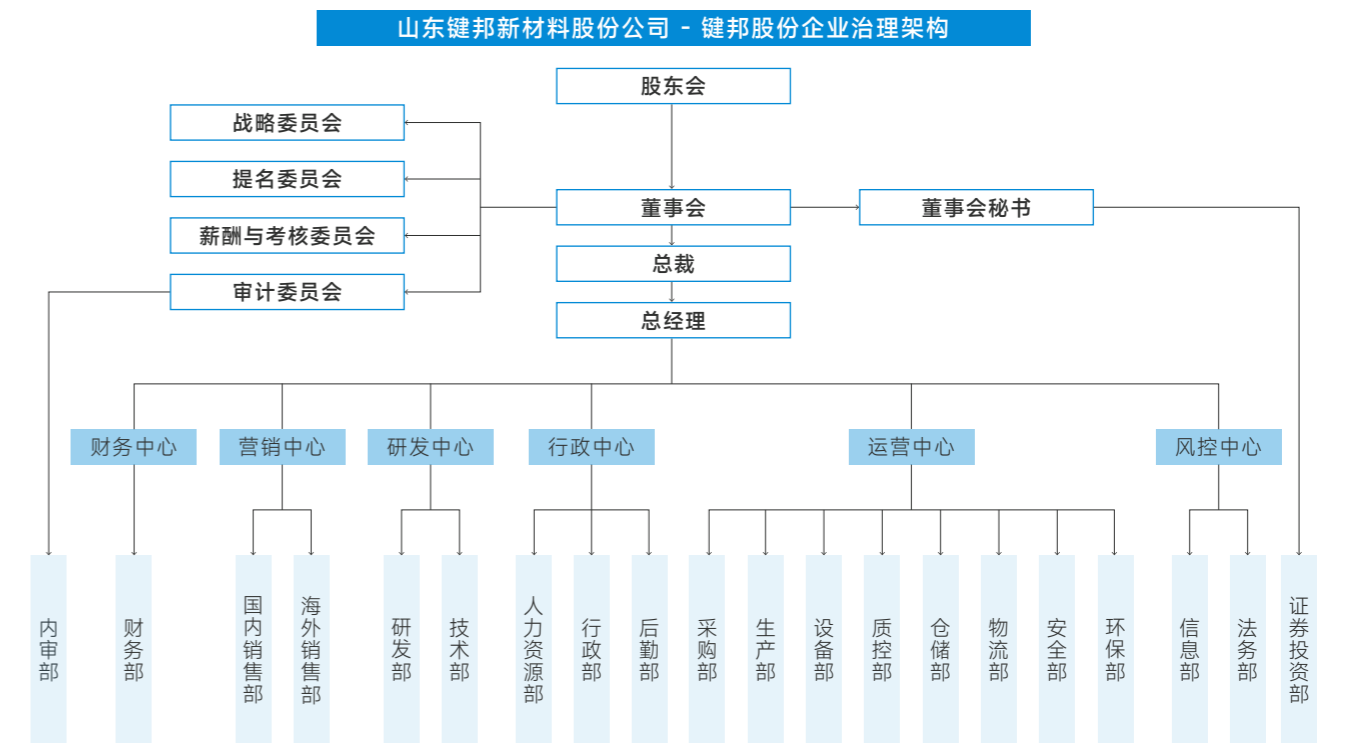 山东键邦新材料股份公司 - 键邦股份企业治理架构
股东会
战略委员会
提名委员会
董事会
董事会秘书
薪酬与考核委员会
总裁
审计委员会
总经理
财务中心
营销中心
研发中心
行政中心
运营中心
风控中心
内审部
财务部
国内销售部
海外销售部
研发部
技术部
人力资源部
行政部
后勤部
采购部
生产部
设备部
质控部
仓储部
物流部
安全部
环保部
信息部
法务部
证券投资部